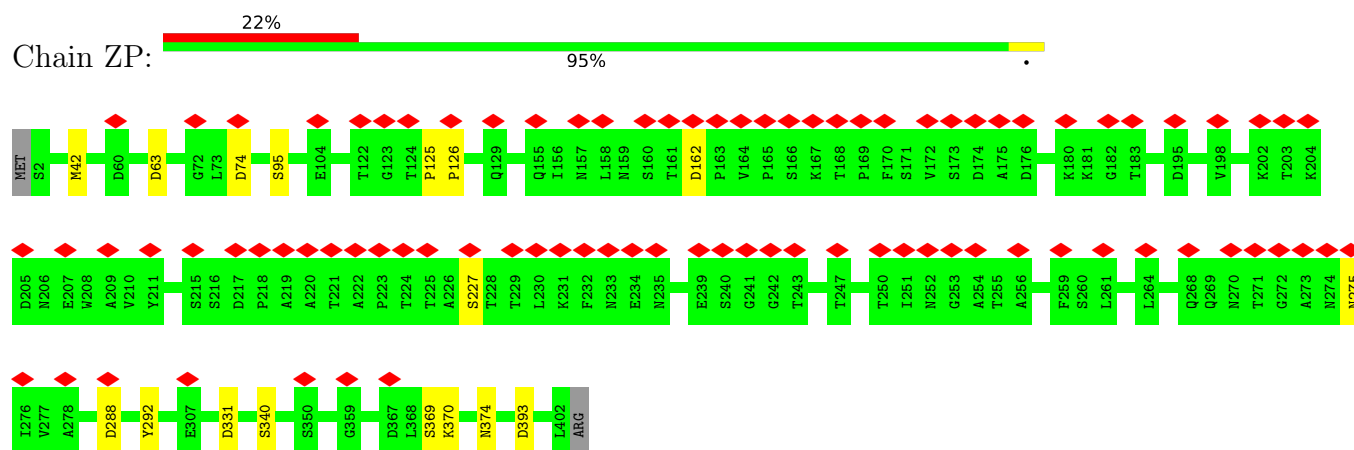 22%
Chain ZP:
95%
•
MET S2 M42 D60 D63 G72 L73 D74 S95 E104 T122 G123 T124 P125 P126 Q129 Q155 I156 N157 L158 N159 S160 T161 D162 P163 V164 P165 S166 K167 T168 P169 F170 S171 V172 S173 D174 A175 D176 K180 K181 G182 T183 D195 V198 K202 T203 K204
D205 N206 E207 W208 A209 V210 Y211 S215 S216 D217 P218 A219 A220 T221 A222 P223 T224 T225 A226 S227 T228 T229 L230 K231 F232 N233 E234 N235 E239 S240 G241 G242 T243 T247 T250 I251 N252 G253 A254 T255 A256 F259 S260 L261 L264 Q268 Q269 N270 T271 G272 A273 N274 N275
I276 V277 A278 D288 Y292 E307 D331 S340 S350 G359 D367 L368 S369 K370 N374 D393 L402 ARG